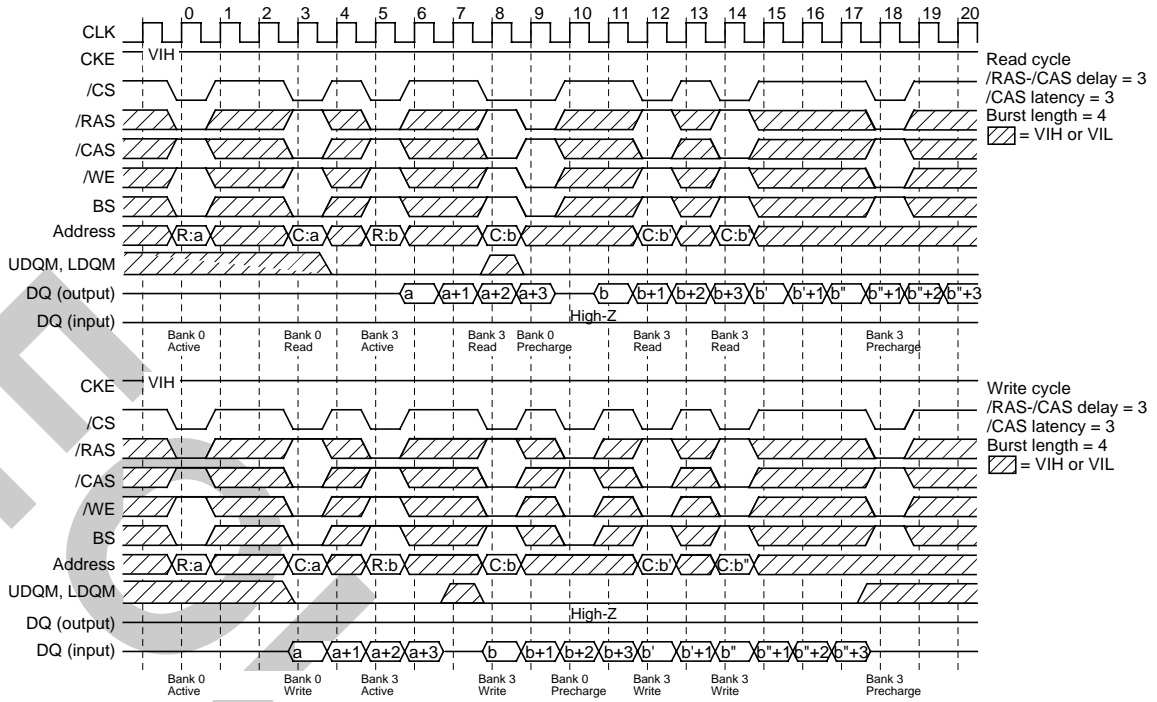 0 1 2 3 4 5 6 7 8 9 10 11 12 13 14 15 16 17 18 19 20
CLK
CKE VIH
/CS
/RAS
/CAS
/WE
BS
Address R:a C:a R:b C:b C:b' C:b"
UDQM, LDQM
DQ (output) a a+1 a+2 a+3 b b+1 b+2 b+3 b' b'+1 b" b"+1 b"+2 b"+3
High-Z
DQ (input)
Bank 0 Bank 0 Bank 3 Bank 3 Bank 0 Bank 3 Bank 3 Bank 3
Active Read Active Read Precharge Read Read Precharge
Read cycle
/RAS-/CAS delay = 3
/CAS latency = 3
Burst length = 4
= VIH or VIL
CKE VIH
/CS
/RAS
/CAS
/WE
BS
Address R:a C:a R:b C:b C:b' C:b"
UDQM, LDQM
High-Z
DQ (output)
DQ (input) a a+1 a+2 a+3 b b+1 b+2 b+3 b' b'+1 b" b"+1 b"+2 b"+3
Bank 0 Bank 0 Bank 3 Bank 3 Bank 0 Bank 3 Bank 3 Bank 3
Active Write Active Write Precharge Write Write Precharge
Write cycle
/RAS-/CAS delay = 3
/CAS latency = 3
Burst length = 4
= VIH or VIL